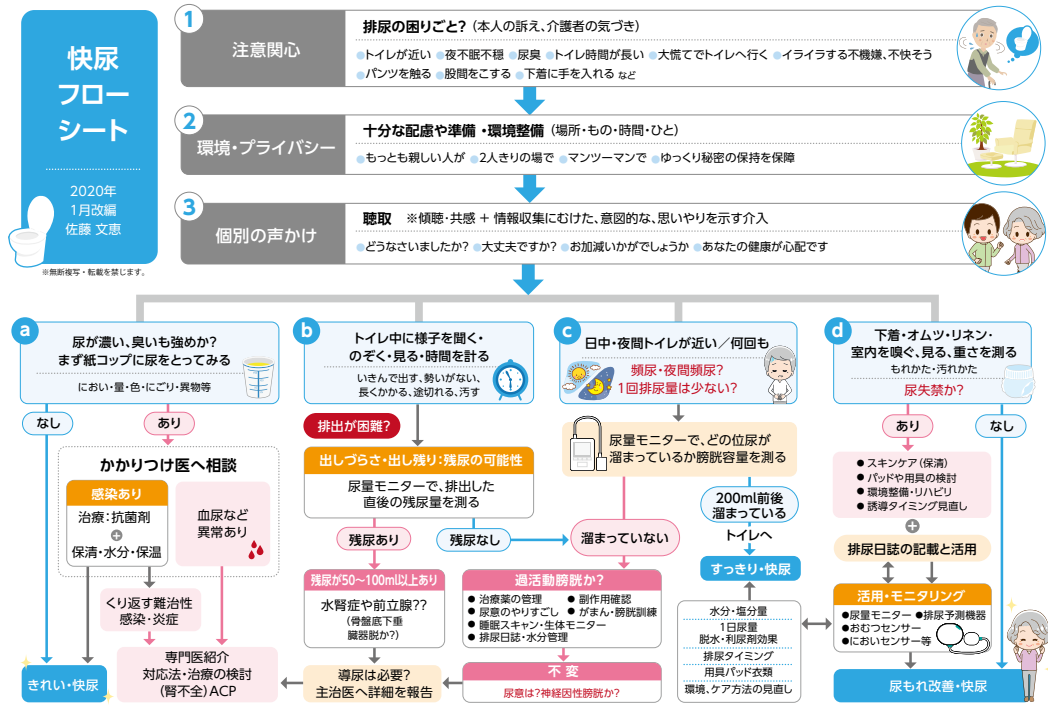 快尿
フロー
シート
2020年
1月改編
佐藤 文恵
※無断複写・転載を禁じます。
1
注意関心
排尿の困りごと？（本人の訴え、介護者の気づき）
●トイレが近い ●夜不眠不穏 ●尿臭 ●トイレ時間が長い ●大慌てでトイレへ行く ●イライラする不機嫌、不快そう
●パンツを触る ●股間をこする ●下着に手を入れる など
2
環境・プライバシー
十分な配慮や準備・環境整備（場所・もの・時間・ひと）
●もっとも親しい人が ●2人きりの場で ●マンツーマンで ●ゆっくり秘密の保持を保障
3
個別の声かけ
聴取 ※傾聴・共感 ＋ 情報収集にむけた、意図的な、思いやりを示す介入
●どうなさいましたか？ ●大丈夫ですか？ ●お加減いかがでしょうか ●あなたの健康が心配です
a
尿が濃い、臭いも強めか？
まず紙コップに尿をとってみる
におい・量・色・にごり・異物等
なし
あり
かかりつけ医へ相談
感染あり
治療：抗菌剤
＋
保清・水分・保温
血尿など
異常あり
くり返す難治性
感染・炎症
専門医紹介
対応法・治療の検討
（腎不全）ACP
きれい・快尿
b
トイレ中に様子を聞く・
のぞく・見る・時間を計る
いきんで出す、勢いがない、
長くかかる、途切れる、汚す
排出が困難？
出しづらさ・出し残り：残尿の可能性
尿量モニターで、排出した
直後の残尿量を測る
残尿あり
残尿なし
残尿が50〜100ml以上あり
水腎症や前立腺？？
（骨盤底下垂
臓器脱か？）
導尿は必要？
主治医へ詳細を報告
c
日中・夜間トイレが近い／何回も
頻尿・夜間頻尿？
1回排尿量は少ない？
尿量モニターで、どの位尿が
溜まっているか膀胱容量を測る
溜まっていない
200ml前後
溜まっている
トイレへ
すっきり・快尿
過活動膀胱か？
● 治療薬の管理 ● 副作用確認
● 尿意のやりすごし ● がまん・膀胱訓練
● 睡眠スキャン・生体モニター
● 排尿日誌・水分管理
不 変
尿意は？神経因性膀胱か？
水分・塩分量
1日尿量
脱水・利尿剤効果
排尿タイミング
用具パッド衣類
環境、ケア方法の見直し
d
下着・オムツ・リネン・
室内を嗅ぐ、見る、重さを測る
もれかた・汚れかた
尿失禁か？
あり
なし
● スキンケア（保清）
● パッドや用具の検討
● 環境整備・リハビリ
● 誘導タイミング見直し
＋
排尿日誌の記載と活用
活用・モニタリング
●尿量モニター ●排尿予測機器
●おむつセンサー
●においセンサー等
尿もれ改善・快尿